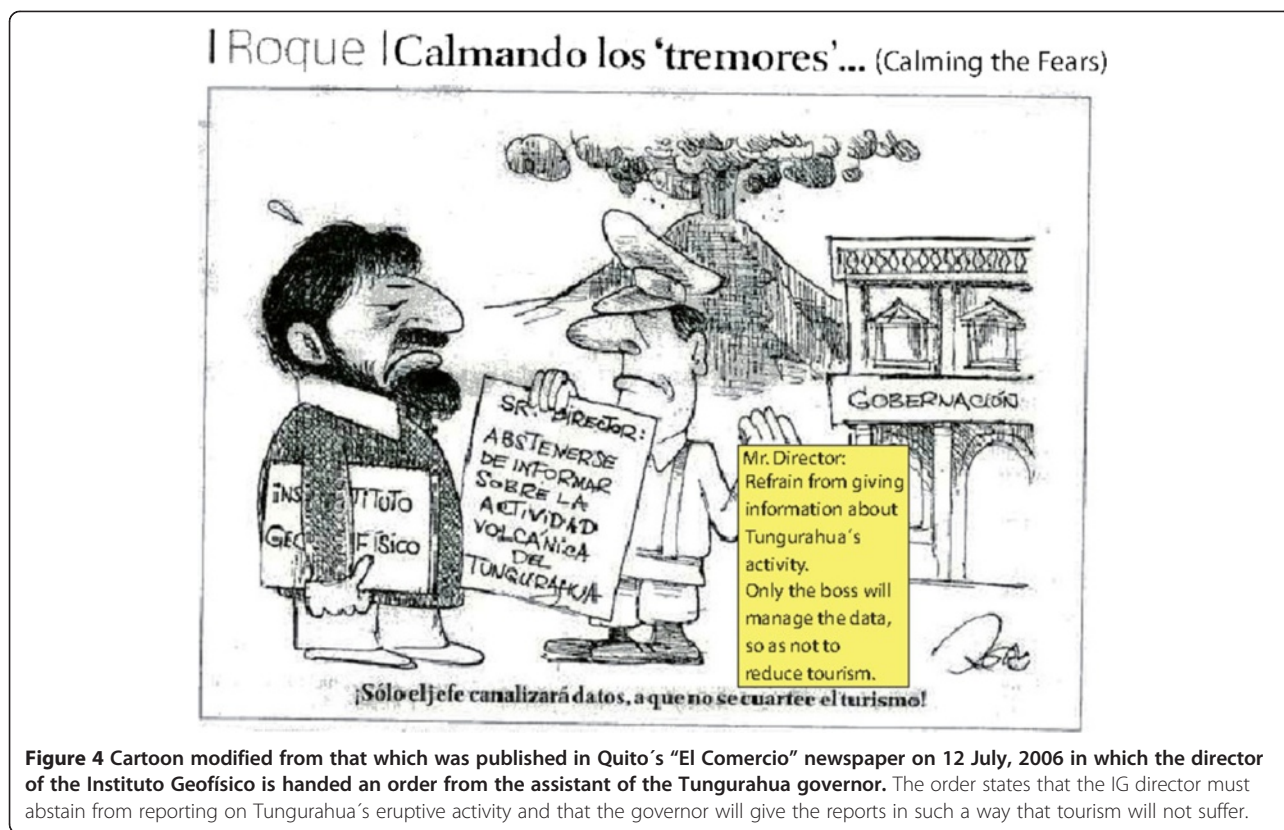 | Roque | Calmando los 'tremores'... (Calming the Fears)
GOBERNACIÓN
SR. DIRECTOR:
ABSTENERSE
DE INFORMAR
SOBRE LA
ACTIVIDAD
VOLCÁNICA
DEL
TUNGURAHUA
INSTITUTO
GEOFÍSICO
Mr. Director:
Refrain from giving
information about
Tungurahua´s
activity.
Only the boss will
manage the data,
so as not to
reduce tourism.
¡Sólo el jefe canalizará datos, a que no se cuartee el turismo!
Figure 4 Cartoon modified from that which was published in Quito´s “El Comercio” newspaper on 12 July, 2006 in which the director
of the Instituto Geofísico is handed an order from the assistant of the Tungurahua governor. The order states that the IG director must
abstain from reporting on Tungurahua´s eruptive activity and that the governor will give the reports in such a way that tourism will not suffer.